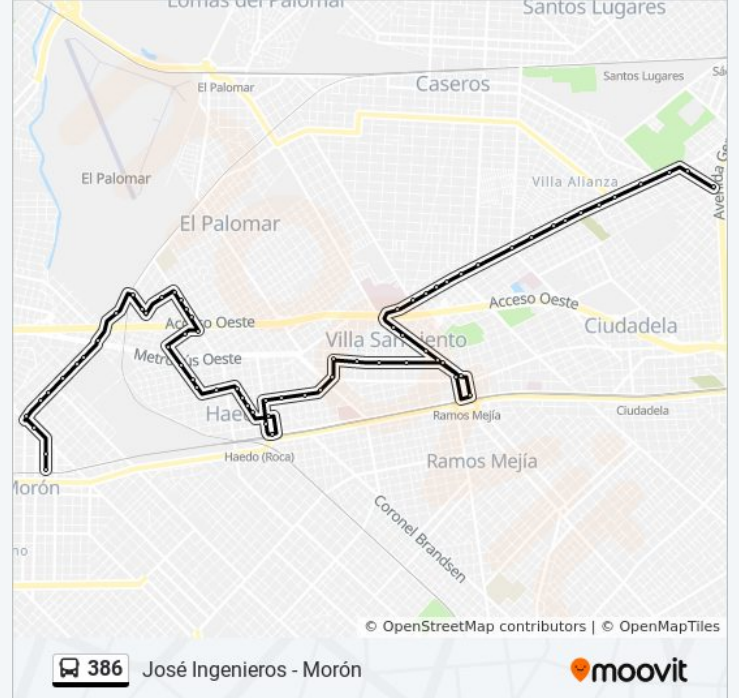 Lomas del Palomar
Santos Lugares
El Palomar
Caseros
Santos Lugares
El Palomar
Villa Alianza
El Palomar
Acceso Oeste
Acceso Oeste
Ciudadela
Villa Sarmiento
Metrobús Oeste
Haedo
Ramos Mejía
Ciudadela
Haedo (Roca)
Ramos Mejía
Morón
Coronel Brandsen
© OpenStreetMap contributors | © OpenMapTiles
386 José Ingenieros - Morón
moovit